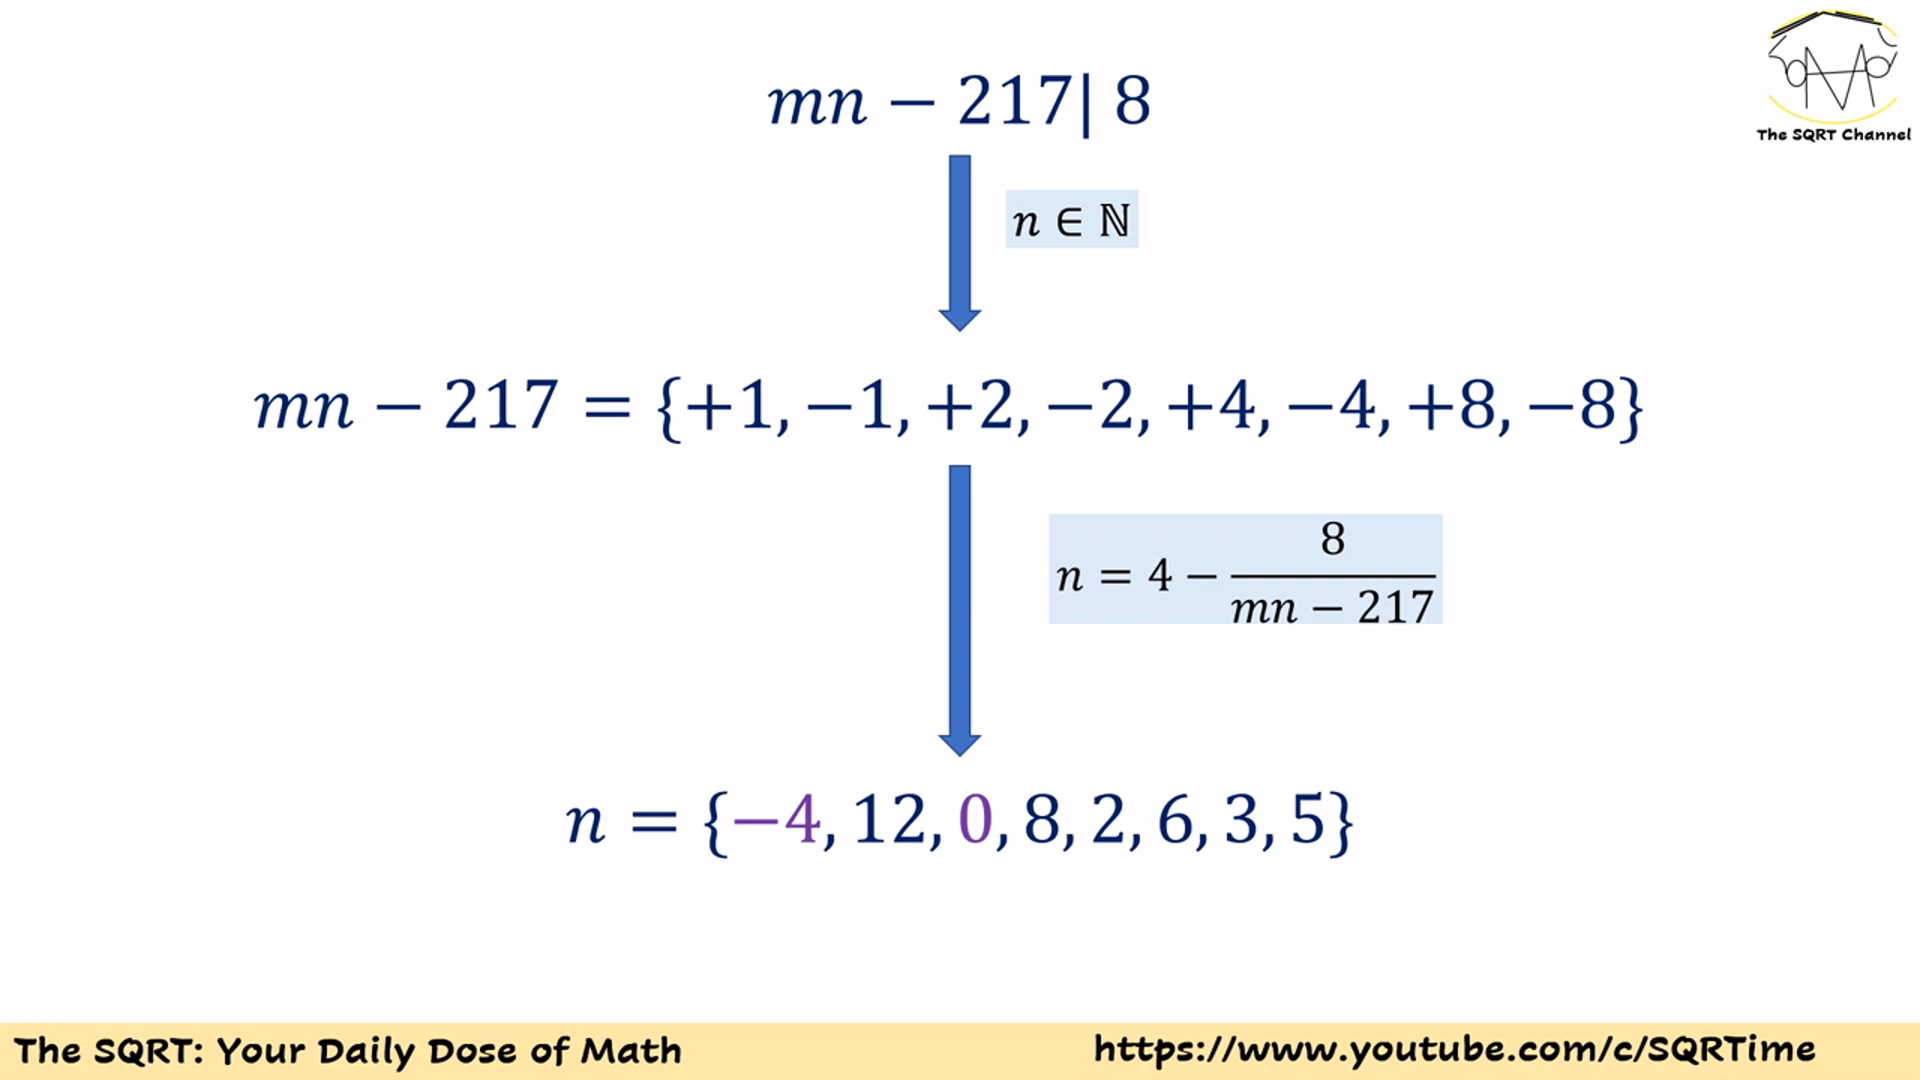 mn − 217| 8
The SQRT Channel
n ∈ ℕ
mn − 217 = {+1, −1, +2, −2, +4, −4, +8, −8}
n = 4 − 8 / (mn − 217)
n = {−4, 12, 0, 8, 2, 6, 3, 5}
The SQRT: Your Daily Dose of Math
https://www.youtube.com/c/SQRTime